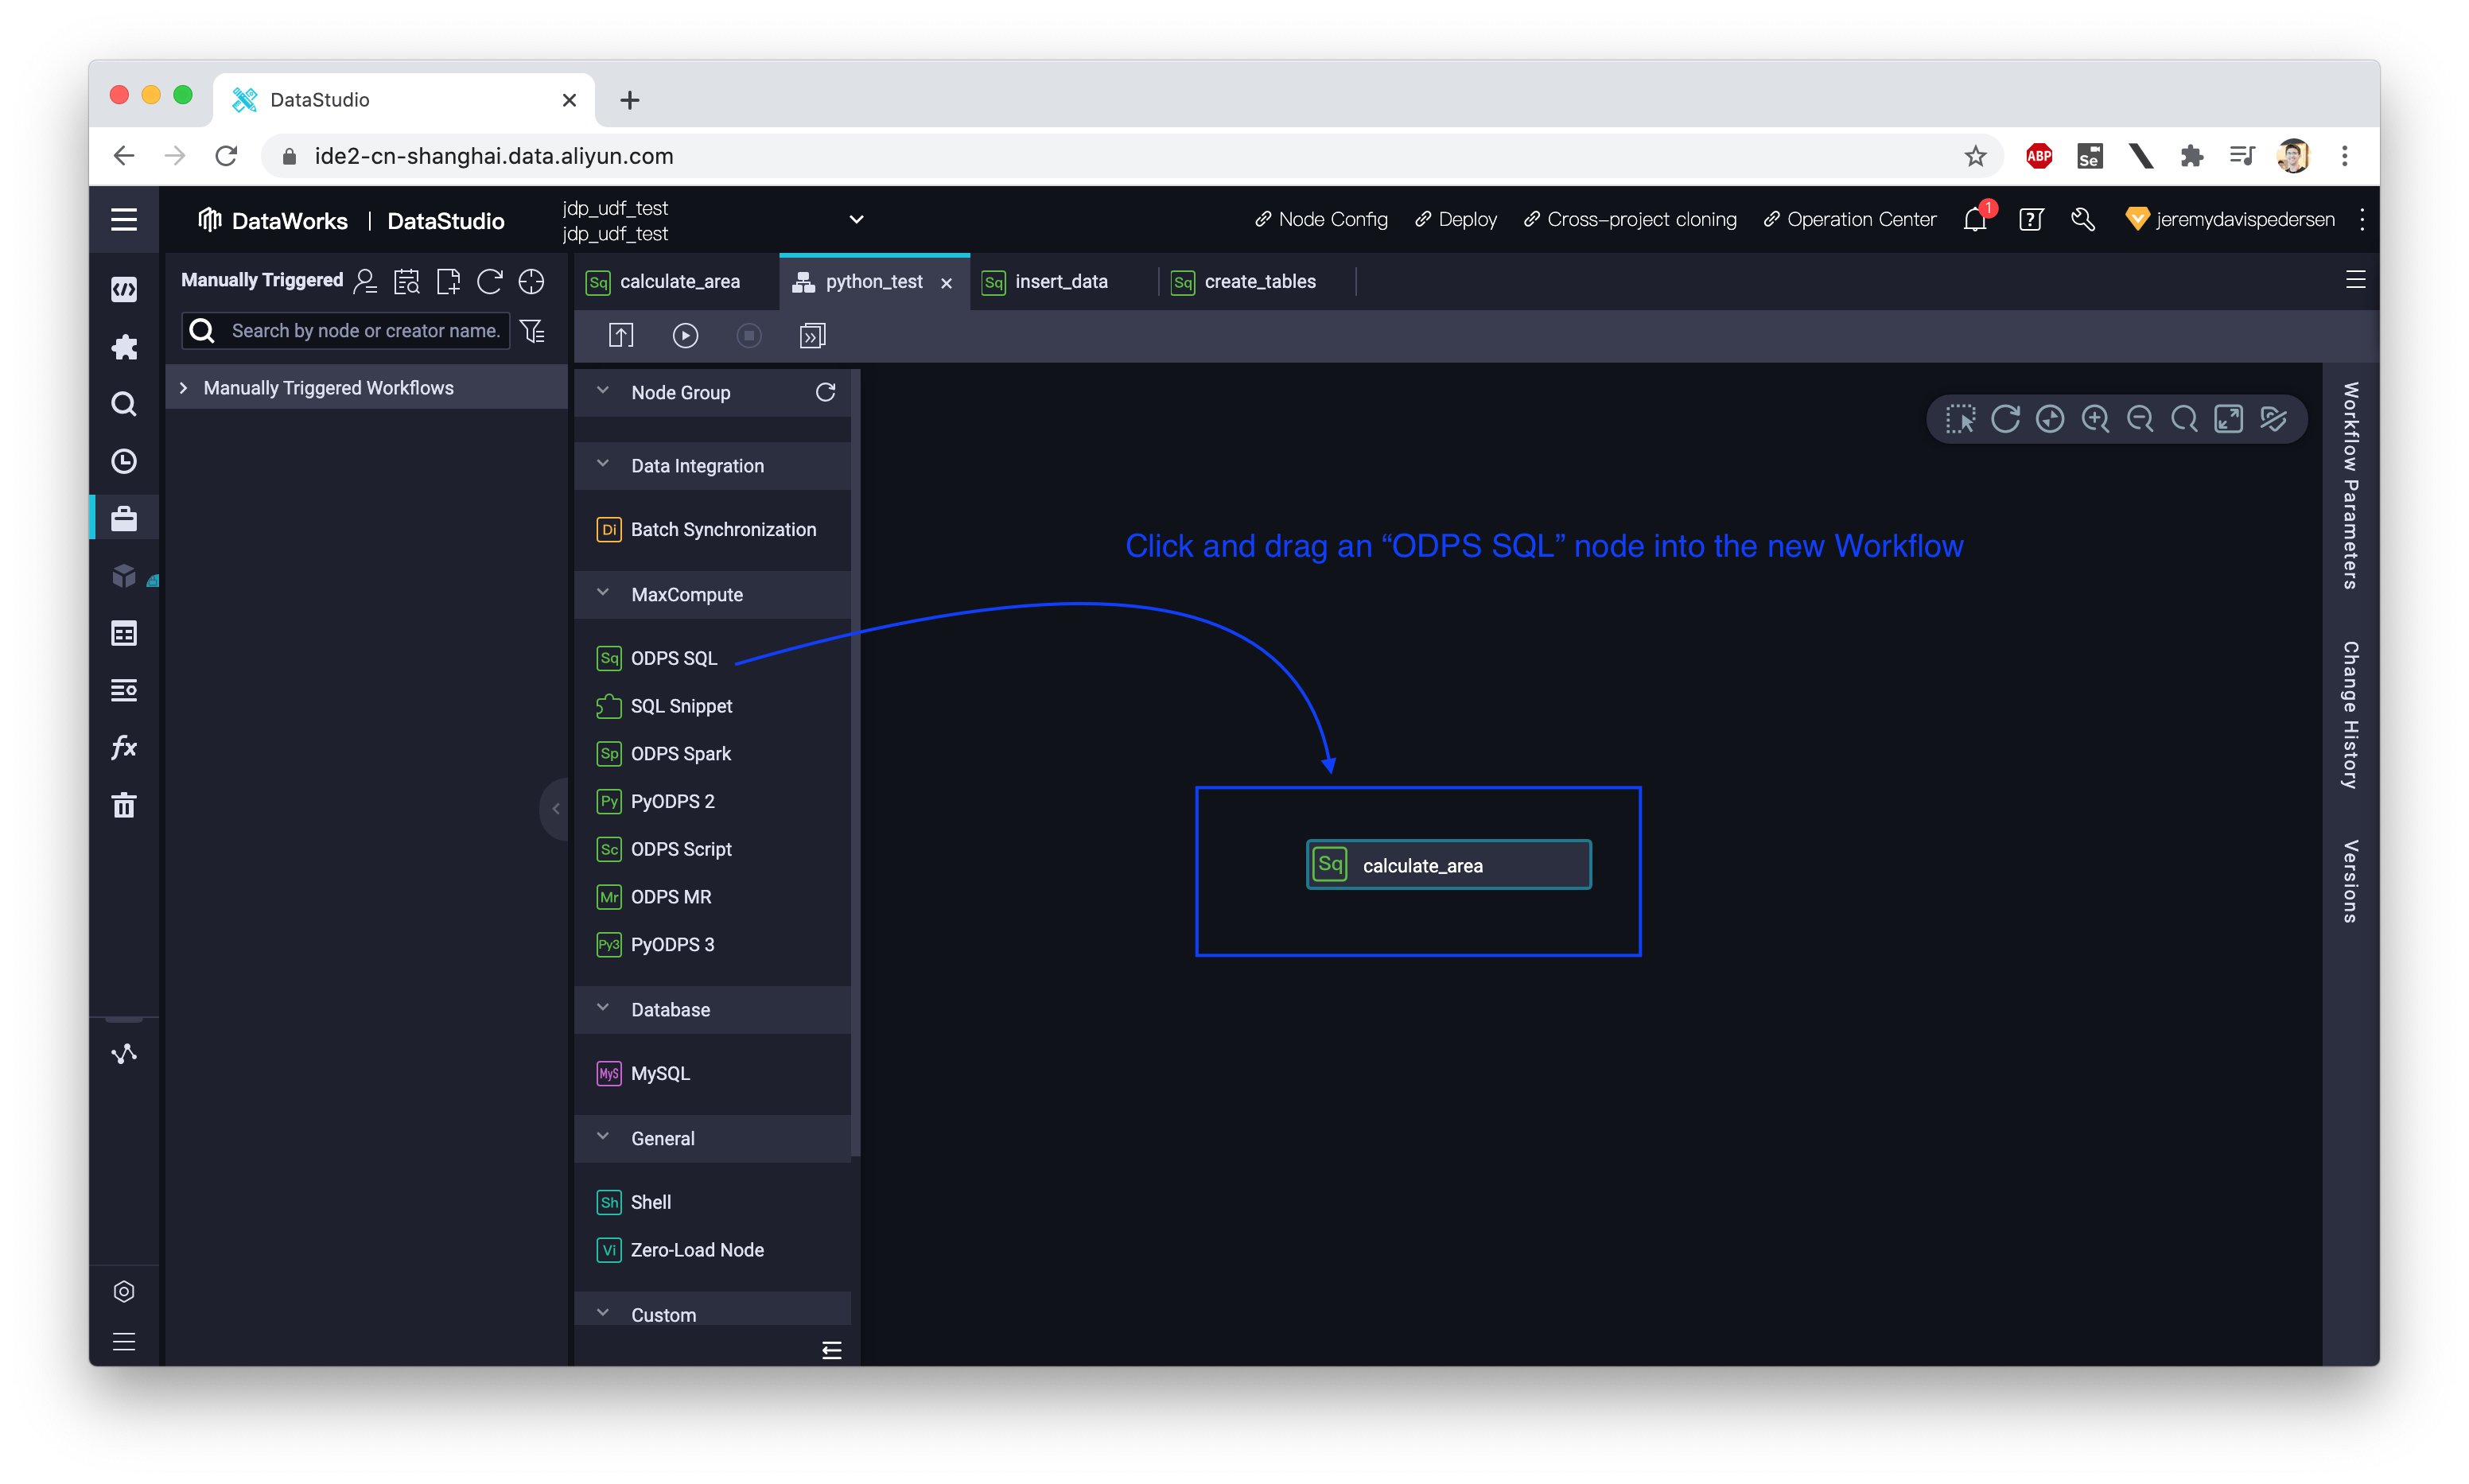 DataStudio
ide2-cn-shanghai.data.aliyun.com
ABP
Se
DataWorks | DataStudio
jdp_udf_test
jdp_udf_test
Node Config
Deploy
Cross-project cloning
Operation Center
1
jeremydavispedersen
Manually Triggered
Sq calculate_area
python_test
Sq insert_data
Sq create_tables
Search by node or creator name.
Manually Triggered Workflows
Node Group
Data Integration
Di Batch Synchronization
MaxCompute
Sq ODPS SQL
SQL Snippet
Sp ODPS Spark
Py PyODPS 2
Sc ODPS Script
Mr ODPS MR
Py3 PyODPS 3
Database
MyS MySQL
General
Sh Shell
Vi Zero-Load Node
Custom
fx
Click and drag an “ODPS SQL” node into the new Workflow
Sq calculate_area
Workflow Parameters
Change History
Versions